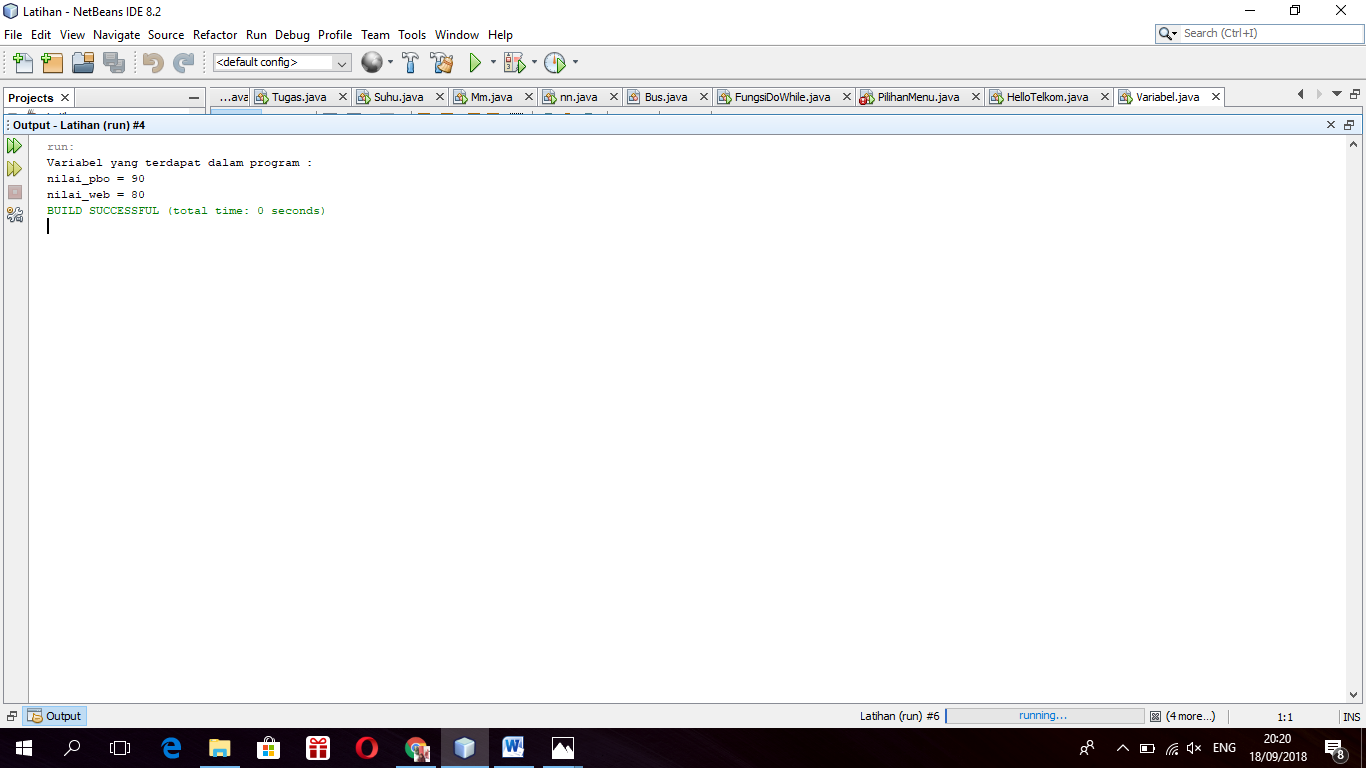 Latihan - NetBeans IDE 8.2
File Edit View Navigate Source Refactor Run Debug Profile Team Tools Window Help
Search (Ctrl+I)
<default config>
Projects
...ava Tugas.java Suhu.java Mm.java nn.java Bus.java FungsiDoWhile.java PilihanMenu.java HelloTelkom.java Variabel.java
Output - Latihan (run) #4
run:
Variabel yang terdapat dalam program :
nilai_pbo = 90
nilai_web = 80
BUILD SUCCESSFUL (total time: 0 seconds)
Output
Latihan (run) #6 running... (4 more...) 1:1 INS
ENG
20:20
18/09/2018
8